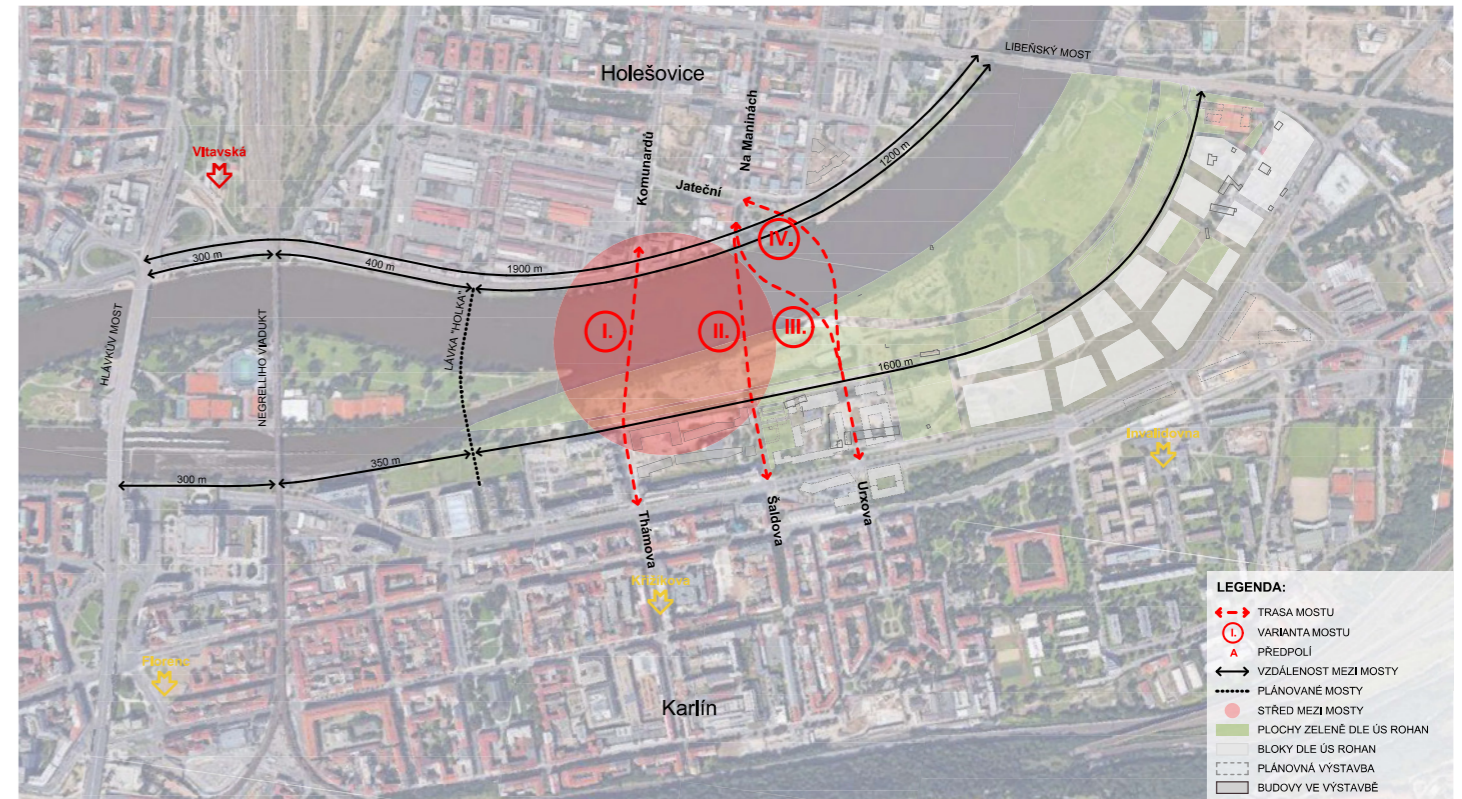 LIBEŇSKÝ MOST
Holešovice
Na Maninách
Komunardů
Jateční
Vltavská
1200 m
IV.
300 m
400 m
1900 m
HLÁVKŮV MOST
NEGRELLIHO VIADUKT
LÁVKA "HOLKA"
I.
II.
III.
1600 m
350 m
300 m
Invalidovna
Thámova
Šaldova
Urxova
Křižíkova
Florenc
Karlín
LEGENDA:
TRASA MOSTU
I. VARIANTA MOSTU
A PŘEDPOLÍ
VZDÁLENOST MEZI MOSTY
PLÁNOVANÉ MOSTY
STŘED MEZI MOSTY
PLOCHY ZELENĚ DLE ÚS ROHAN
BLOKY DLE ÚS ROHAN
PLÁNOVNÁ VÝSTAVBA
BUDOVY VE VÝSTAVBĚ